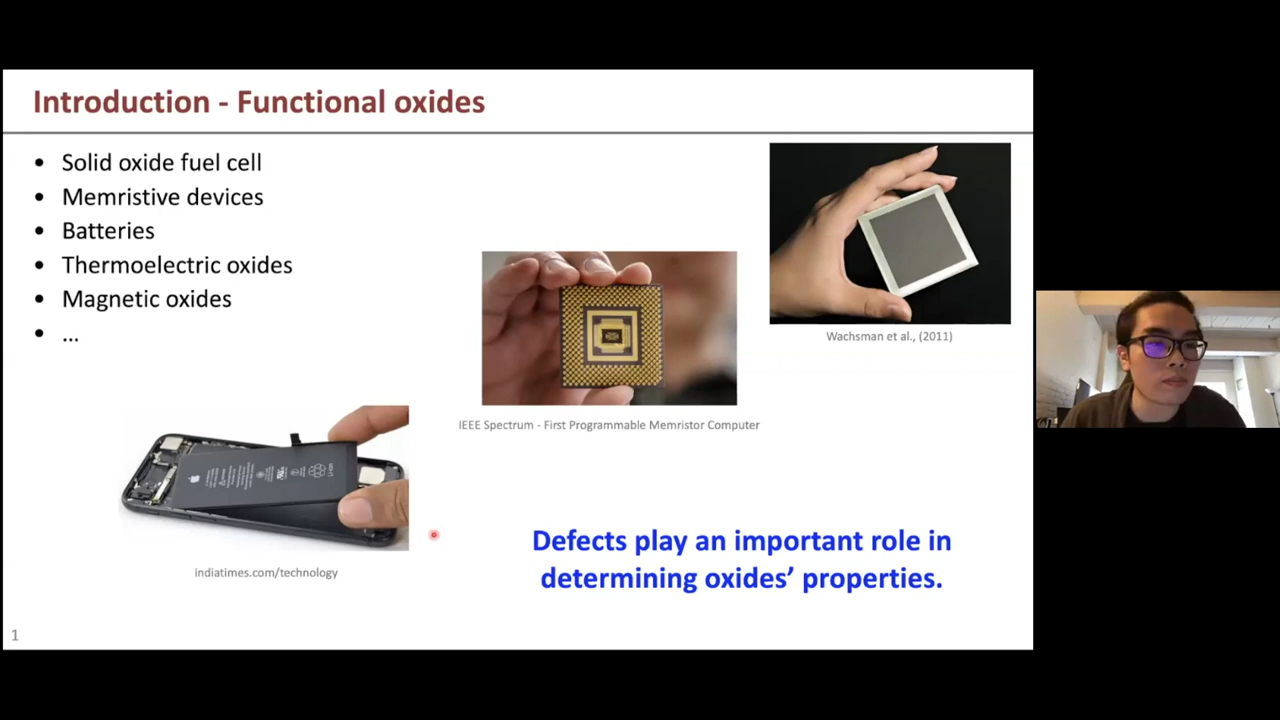 Introduction - Functional oxides
• Solid oxide fuel cell
• Memristive devices
• Batteries
• Thermoelectric oxides
• Magnetic oxides
• ...
Wachsman et al., (2011)
IEEE Spectrum - First Programmable Memristor Computer
indiatimes.com/technology
Defects play an important role in
determining oxides’ properties.
1